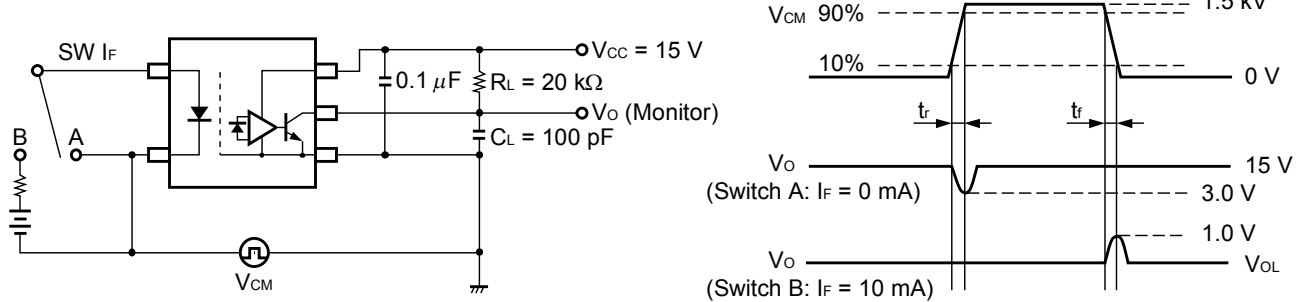 SW IF
B
A
VCM
0.1 μF
RL = 20 kΩ
CL = 100 pF
VCC = 15 V
VO (Monitor)
VCM 90%
10%
1.5 kV
0 V
tr
tf
VO
(Switch A: IF = 0 mA)
15 V
3.0 V
1.0 V
VO
(Switch B: IF = 10 mA)
VOL